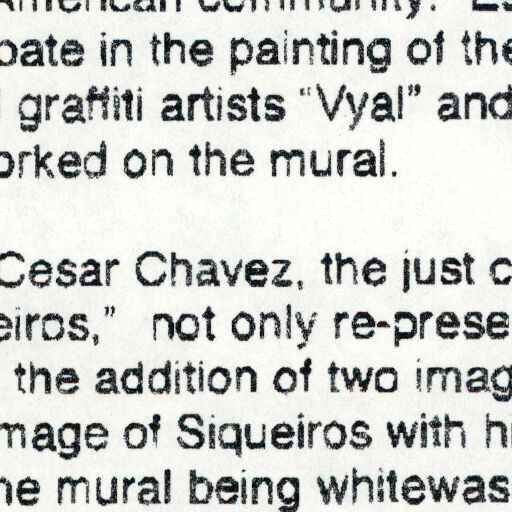 American community. Es
pate in the painting of the
graffiti artists “Vyal” and
orked on the mural.
Cesar Chavez, the just c
eiros,” not only re-prese
the addition of two imag
mage of Siqueiros with h
he mural being whitewas